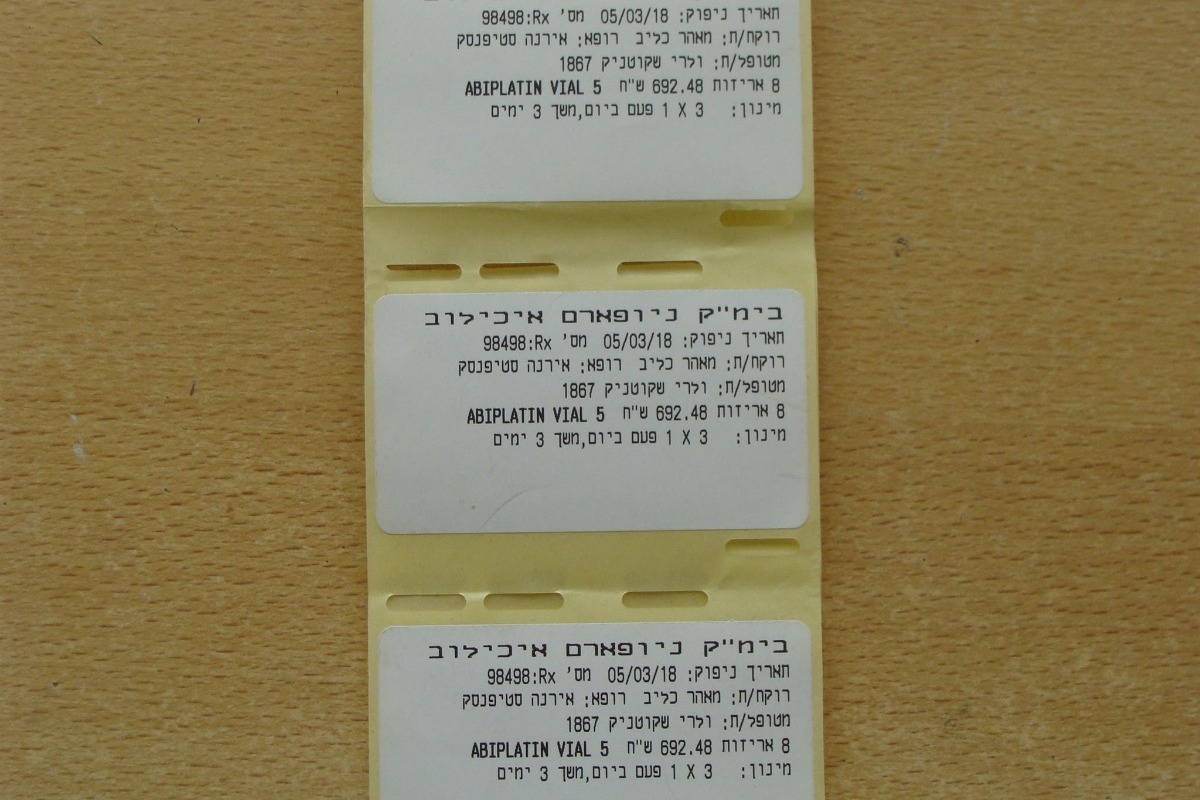 תאריך ניפוק: 05/03/18 מס' Rx:98498
רוקח/ת: מאהר כליב רופא: אירנה סטיפנסק
מטופל/ת: ולרי שקוטניק 1867
8 אריזות 692.48 ש"ח ABIPLATIN VIAL 5
מינון: 3 X 1 פעם ביום,משך 3 ימים
בימ"ק ניופארם איכילוב
תאריך ניפוק: 05/03/18 מס' Rx:98498
רוקח/ת: מאהר כליב רופא: אירנה סטיפנסק
מטופל/ת: ולרי שקוטניק 1867
8 אריזות 692.48 ש"ח ABIPLATIN VIAL 5
מינון: 3 X 1 פעם ביום,משך 3 ימים
בימ"ק ניופארם איכילוב
תאריך ניפוק: 05/03/18 מס' Rx:98498
רוקח/ת: מאהר כליב רופא: אירנה סטיפנסק
מטופל/ת: ולרי שקוטניק 1867
8 אריזות 692.48 ש"ח ABIPLATIN VIAL 5
מינון: 3 X 1 פעם ביום,משך 3 ימים